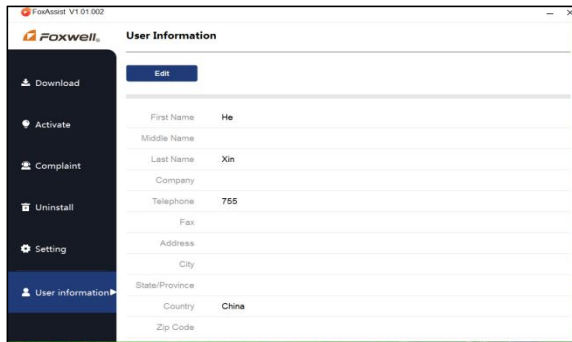 FoxAssist V1.01.002
FOXWELL®
User Information
Edit
Download
Activate
Complaint
Uninstall
Setting
User information
First Name He
Middle Name
Last Name Xin
Company
Telephone 755
Fax
Address
City
State/Province
Country China
Zip Code